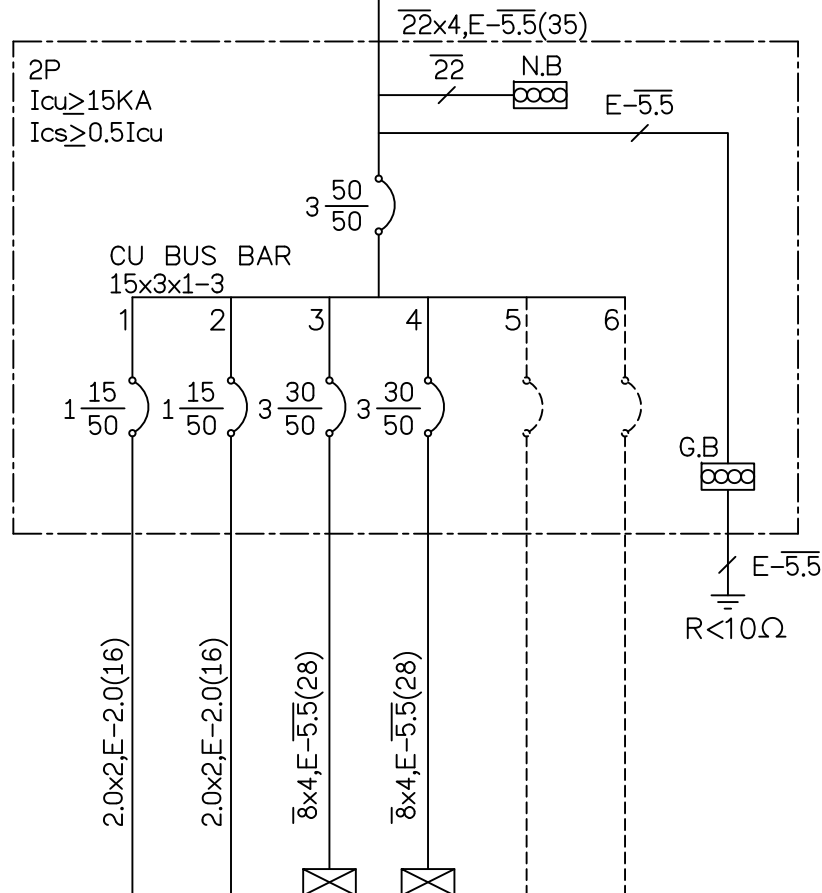 22x4,E-5.5(35)
2P
Icu≥15KA
Ics≥0.5Icu
22
N.B
E-5.5
3 50
50
CU BUS BAR
15x3x1-3
1 2 3 4 5 6
1 15
50
1 15
50
3 30
50
3 30
50
G.B
E-5.5
R<10Ω
2.0x2,E-2.0(16)
2.0x2,E-2.0(16)
8x4,E-5.5(28)
8x4,E-5.5(28)